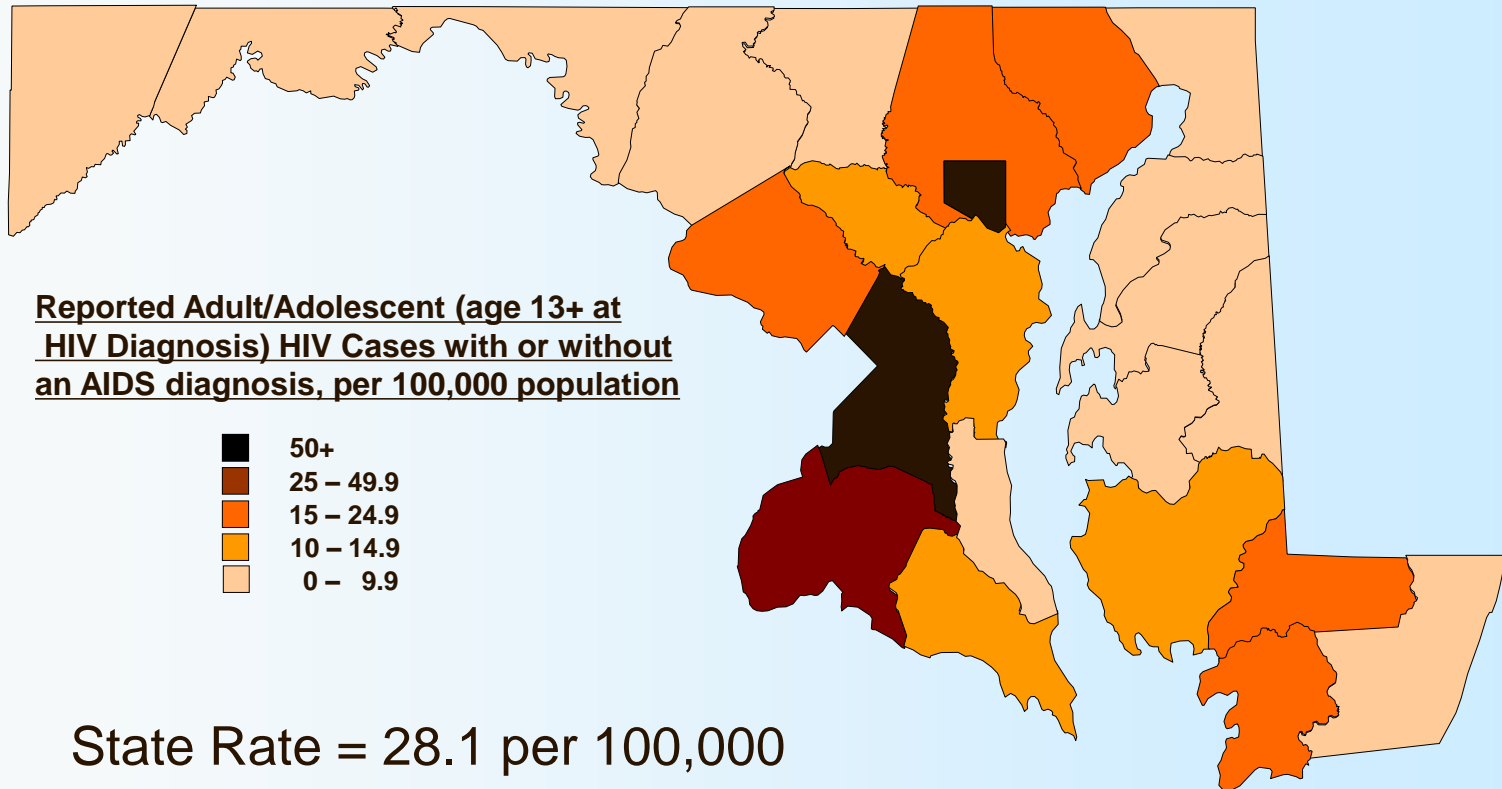 Reported Adult/Adolescent (age 13+ at
HIV Diagnosis) HIV Cases with or without
an AIDS diagnosis, per 100,000 population
50+
25 – 49.9
15 – 24.9
10 – 14.9
0 – 9.9
State Rate = 28.1 per 100,000